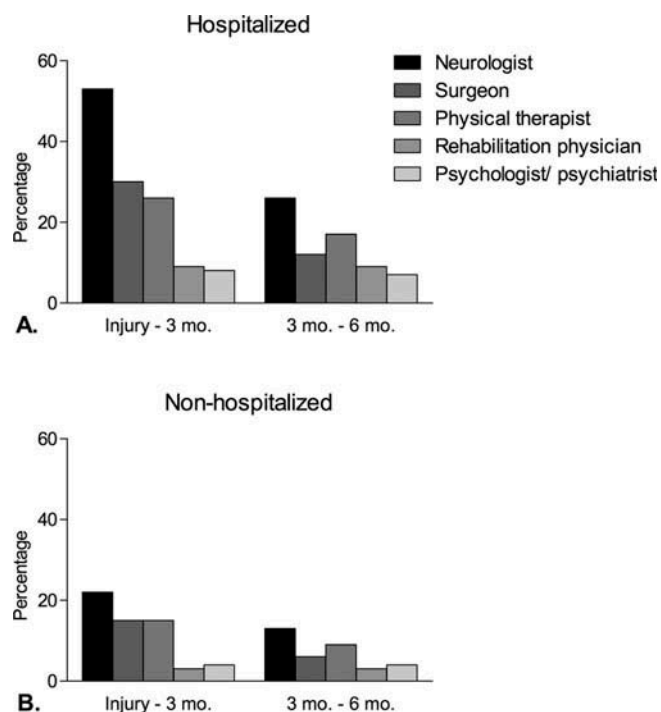 Hospitalized
60
40
20
0
Percentage
Neurologist
Surgeon
Physical therapist
Rehabilitation physician
Psychologist/ psychiatrist
A.
Injury - 3 mo.
3 mo. - 6 mo.
Non-hospitalized
60
40
20
0
Percentage
B.
Injury - 3 mo.
3 mo. - 6 mo.